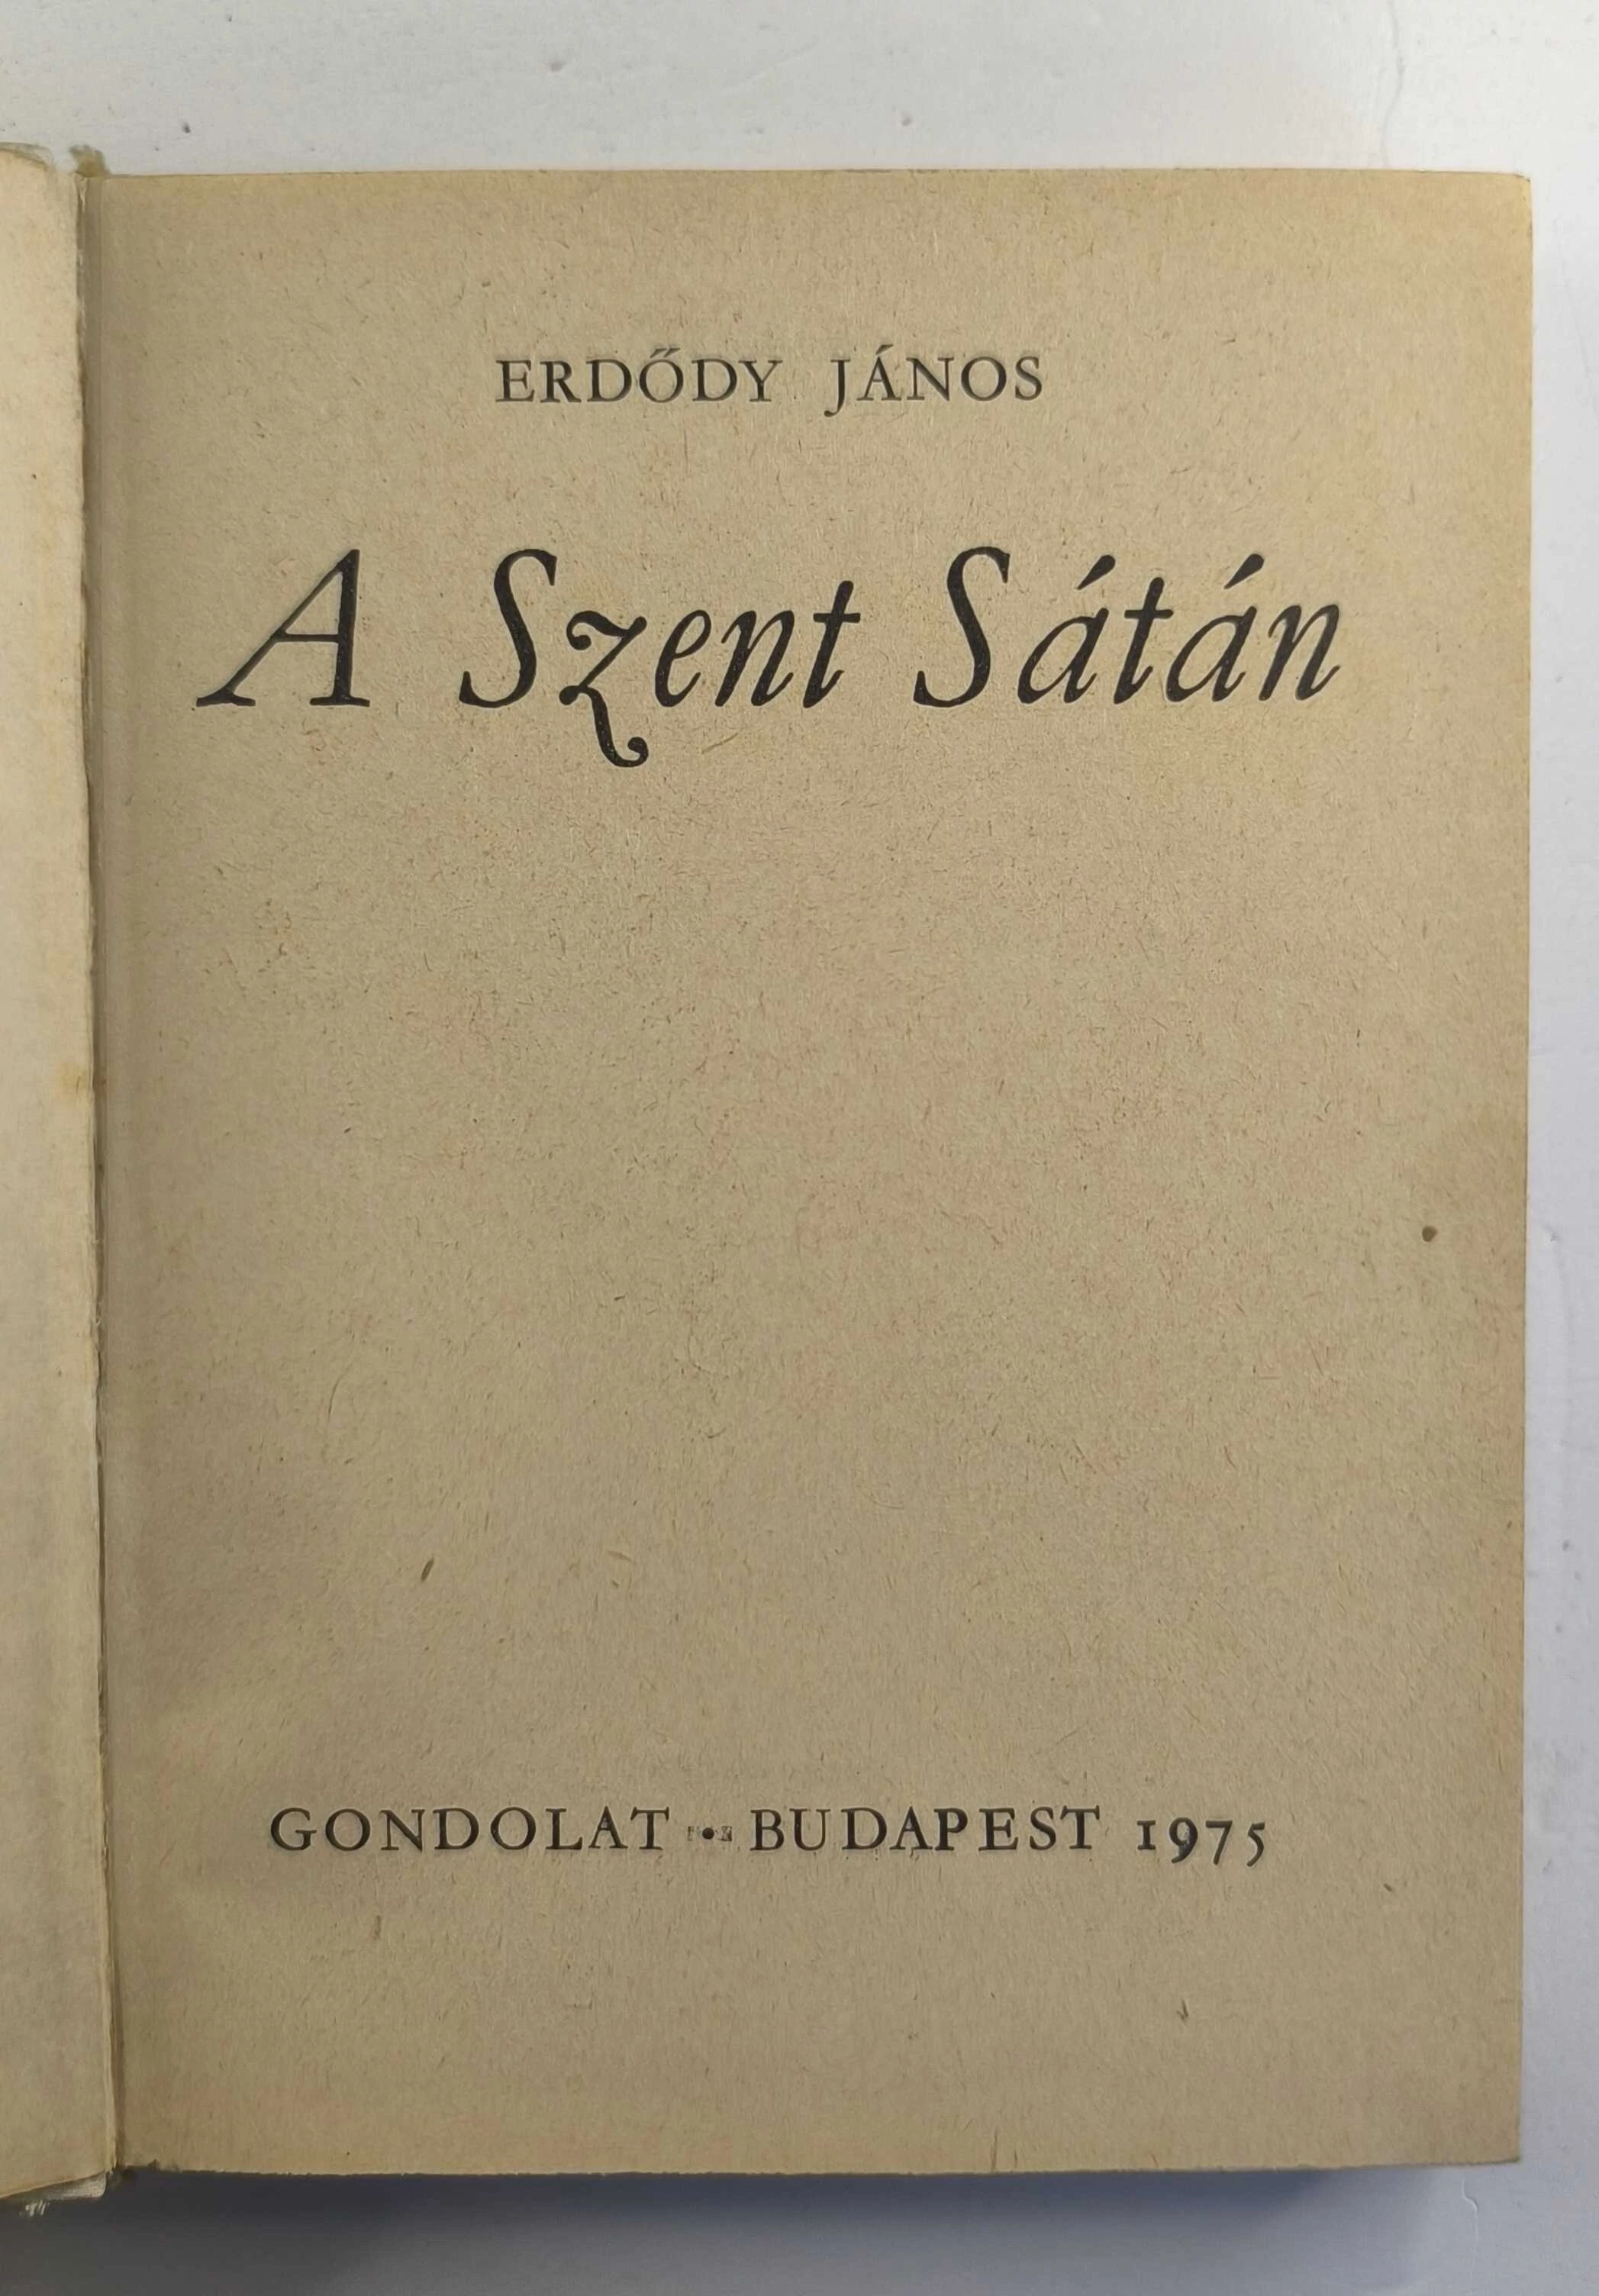 ERDŐDY JÁNOS
A Szent Sátán
GONDOLAT • BUDAPEST 1975